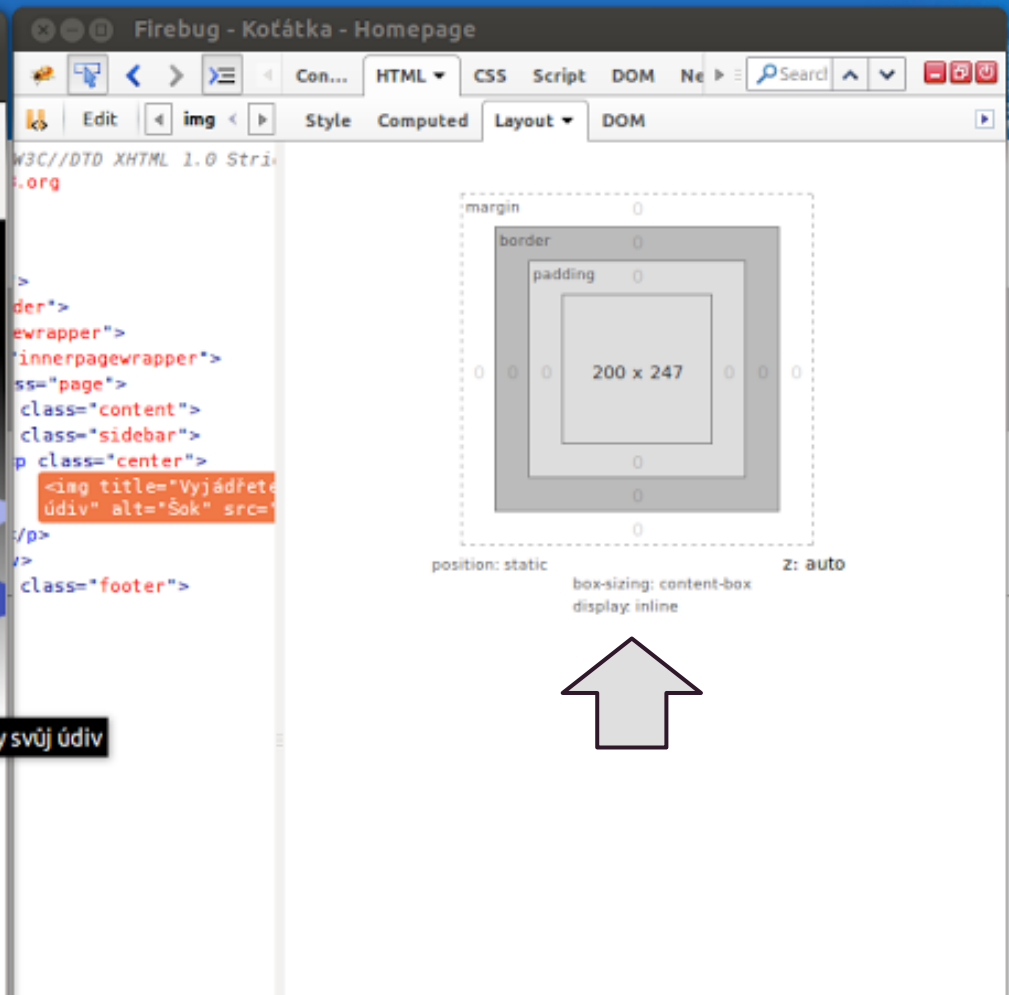 Firebug - Koťátka - Homepage
Con... HTML CSS Script DOM Ne Search
Edit img < Style Computed Layout DOM
W3C//DTD XHTML 1.0 Stri
.org
>
der">
ewrapper">
"innerpagewrapper">
ss="page">
class="content">
class="sidebar">
p class="center">
<img title="Vyjádřete
údiv" alt="Šok" src="
/p>
>
class="footer">
y svůj údiv
margin 0
border 0
padding 0
0 0 0 200 x 247 0 0 0
0
0
0
position: static z: auto
box-sizing: content-box
display: inline